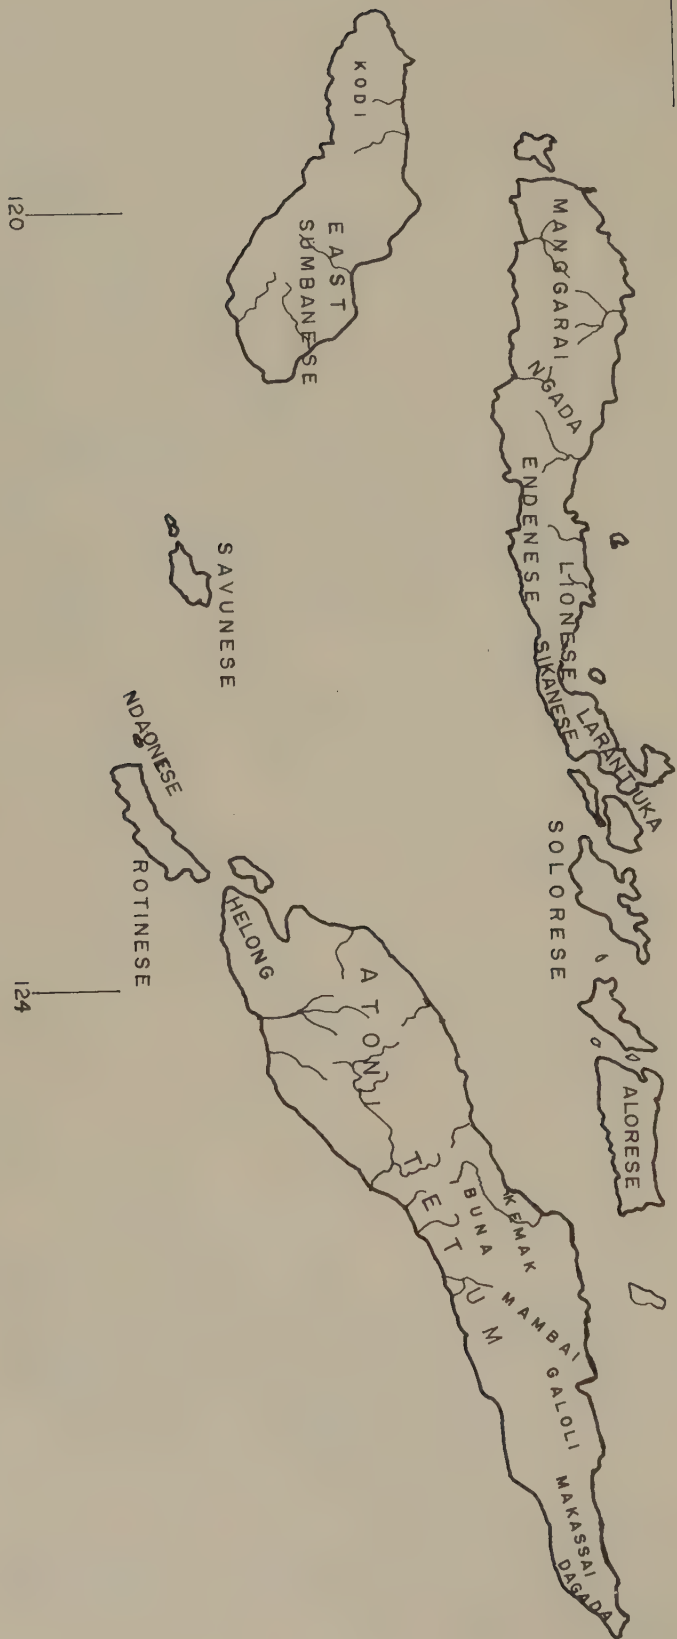 MANGGARAI
NGADA
ENDENESE
LIONESE
SIKANESE
LARANTUKA
SOLORESE
ALORESE
KODI
EAST
SUMBANESE
SAVUNESE
NDAONESE
ROTINESE
HELONG
ATONI
TETUM
BUNA
KEMAK
MAMBAI
GALOLI
MAKASSAI
DAGADA
120
124